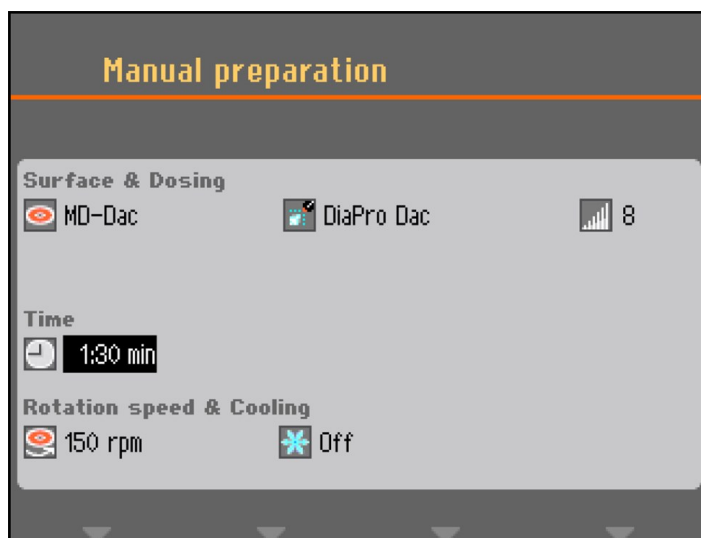 Manual preparation
Surface & Dosing
MD-Dac DiaPro Dac 8
Time
1:30 min
Rotation speed & Cooling
150 rpm Off